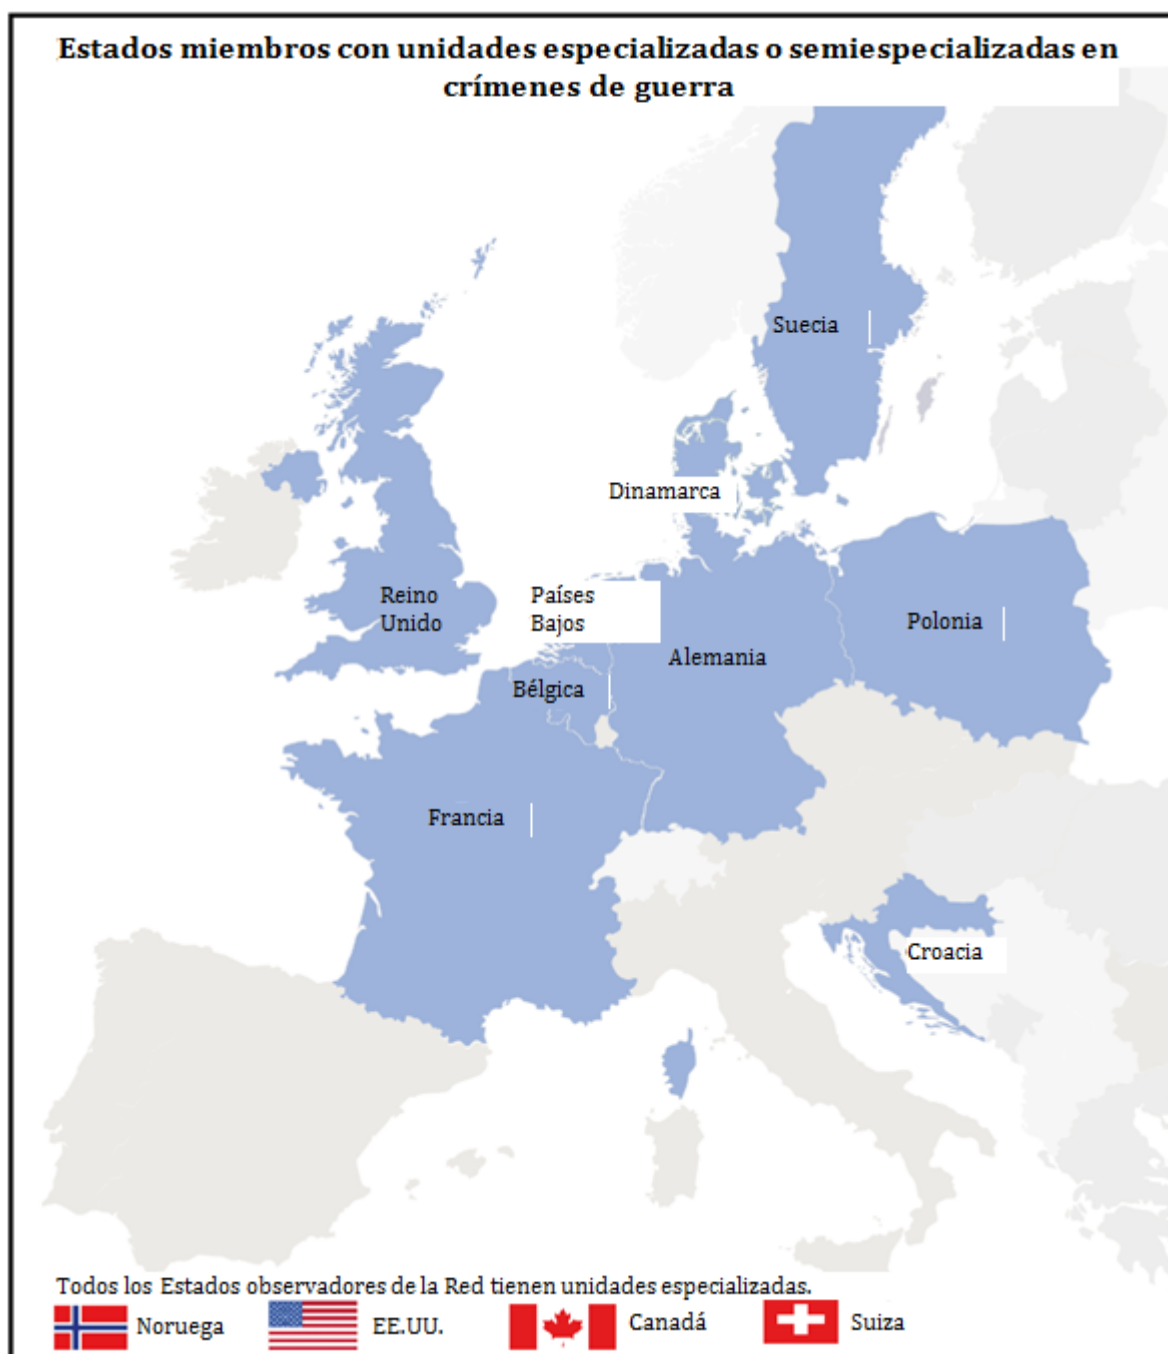 Estados miembros con unidades especializadas o semiespecializadas en
crímenes de guerra
Suecia
Dinamarca
Reino
Unido
Países
Bajos
Polonia
Alemania
Bélgica
Francia
Croacia
Todos los Estados observadores de la Red tienen unidades especializadas.
Noruega
EE.UU.
Canadá
Suiza